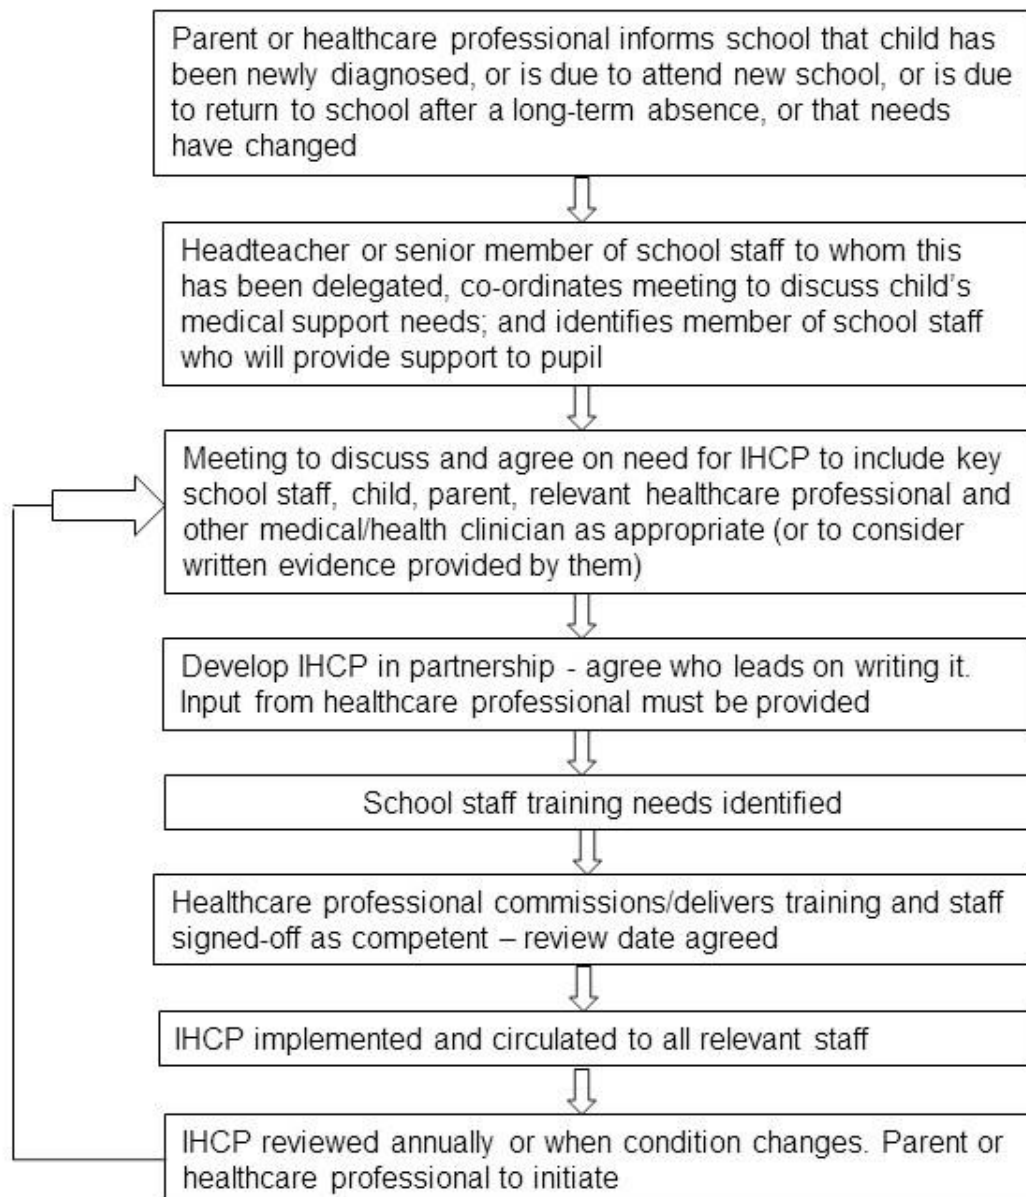 Parent or healthcare professional informs school that child has
been newly diagnosed, or is due to attend new school, or is due
to return to school after a long-term absence, or that needs
have changed
Headteacher or senior member of school staff to whom this
has been delegated, co-ordinates meeting to discuss child's
medical support needs; and identifies member of school staff
who will provide support to pupil
Meeting to discuss and agree on need for IHCP to include key
school staff, child, parent, relevant healthcare professional and
other medical/health clinician as appropriate (or to consider
written evidence provided by them)
Develop IHCP in partnership - agree who leads on writing it.
Input from healthcare professional must be provided
School staff training needs identified
Healthcare professional commissions/delivers training and staff
signed-off as competent – review date agreed
IHCP implemented and circulated to all relevant staff
IHCP reviewed annually or when condition changes. Parent or
healthcare professional to initiate